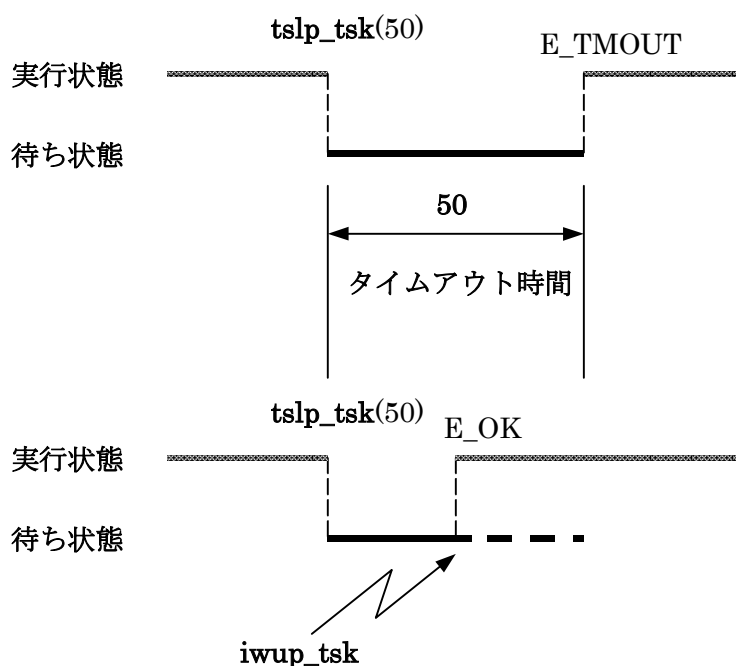 tslp_tsk(50)
E_TMOUT
実行状態
待ち状態
50
タイムアウト時間
tslp_tsk(50)
E_OK
実行状態
待ち状態
iwup_tsk